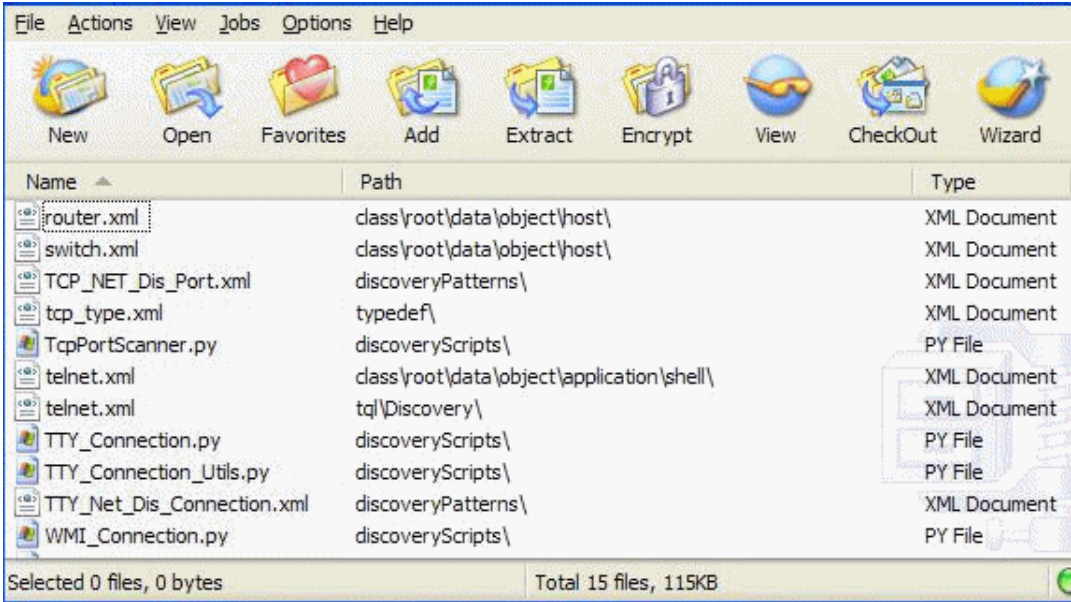 File Actions View Jobs Options Help
New Open Favorites Add Extract Encrypt View CheckOut Wizard
Name Path Type
router.xml class\root\data\object\host\ XML Document
switch.xml class\root\data\object\host\ XML Document
TCP_NET_Dis_Port.xml discoveryPatterns\ XML Document
tcp_type.xml typedef\ XML Document
TcpPortScanner.py discoveryScripts\ PY File
telnet.xml class\root\data\object\application\shell\ XML Document
telnet.xml tql\Discovery\ XML Document
TTY_Connection.py discoveryScripts\ PY File
TTY_Connection_Utils.py discoveryScripts\ PY File
TTY_Net_Dis_Connection.xml discoveryPatterns\ XML Document
WMI_Connection.py discoveryScripts\ PY File
Selected 0 files, 0 bytes Total 15 files, 115KB